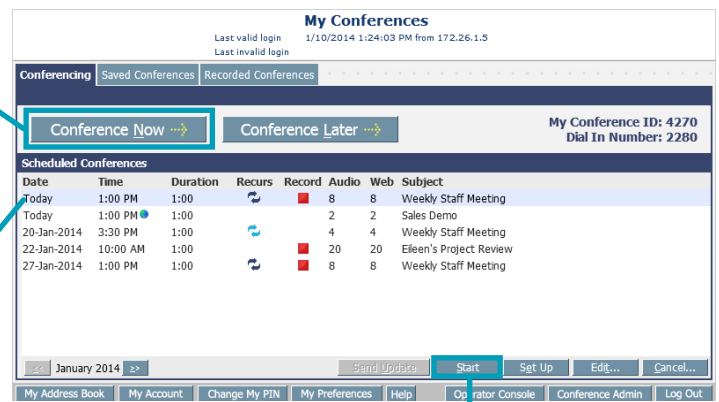 My Conferences
Last valid login 1/10/2014 1:24:03 PM from 172.26.1.5
Last invalid login
Conferencing Saved Conferences Recorded Conferences
Conference Now Conference Later
My Conference ID: 4270
Dial In Number: 2280
Scheduled Conferences
Date Time Duration Recurs Record Audio Web Subject
Today 1:00 PM 1:00 8 8 Weekly Staff Meeting
Today 1:00 PM 1:00 2 2 Sales Demo
20-Jan-2014 3:30 PM 1:00 4 4 Weekly Staff Meeting
22-Jan-2014 10:00 AM 1:00 20 20 Eileen's Project Review
27-Jan-2014 1:00 PM 1:00 8 8 Weekly Staff Meeting
<< January 2014 >> Send Update Start Set Up Edit... Cancel...
My Address Book My Account Change My PIN My Preferences Help Operator Console Conference Admin Log Out